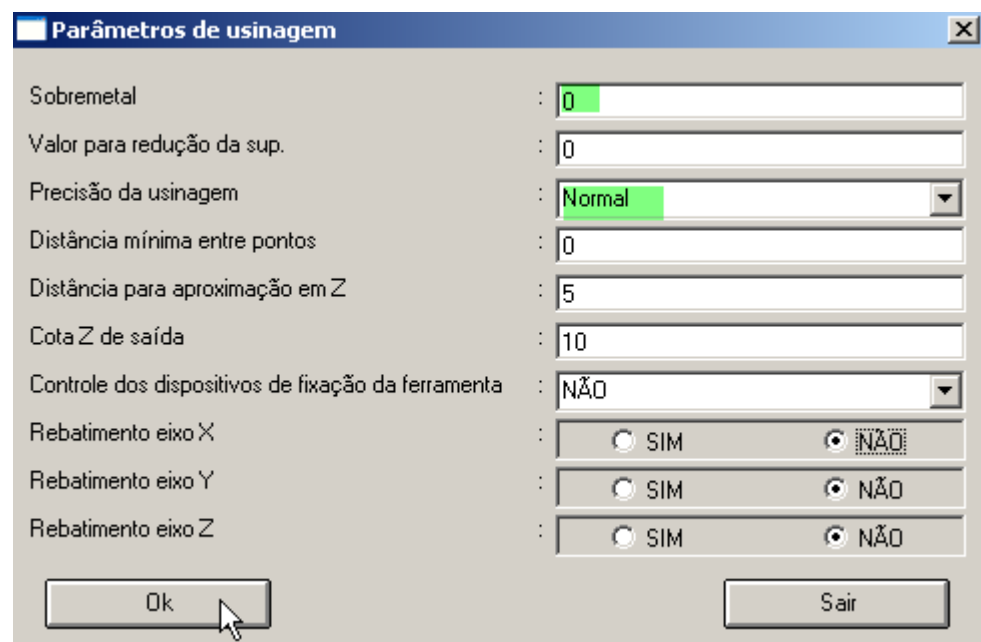 Parâmetros de usinagem
Sobremetal : 0
Valor para redução da sup. : 0
Precisão da usinagem : Normal
Distância mínima entre pontos : 0
Distância para aproximação em Z : 5
Cota Z de saída : 10
Controle dos dispositivos de fixação da ferramenta : NÃO
Rebatimento eixo X : SIM NÃO
Rebatimento eixo Y : SIM NÃO
Rebatimento eixo Z : SIM NÃO
Ok Sair